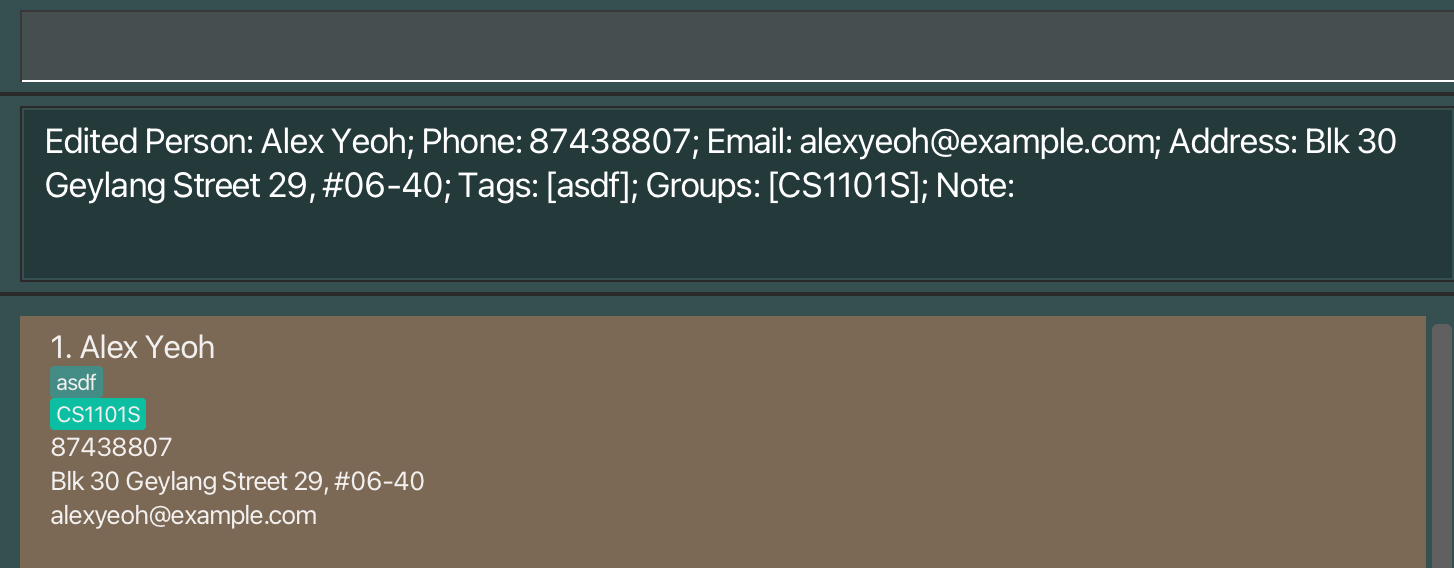 Edited Person: Alex Yeoh; Phone: 87438807; Email: alexyeoh@example.com; Address: Blk 30
Geylang Street 29, #06-40; Tags: [asdf]; Groups: [CS1101S]; Note:
1. Alex Yeoh
asdf
CS1101S
87438807
Blk 30 Geylang Street 29, #06-40
alexyeoh@example.com